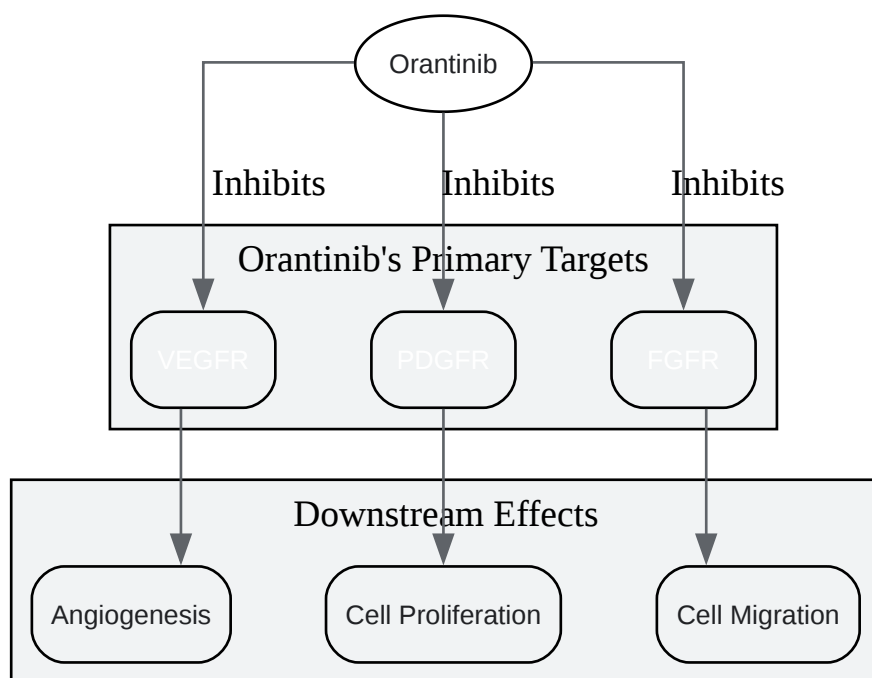 Orantinib
Inhibits Inhibits Inhibits
Orantinib's Primary Targets
VEGFR PDGFR FGFR
Downstream Effects
Angiogenesis Cell Proliferation Cell Migration